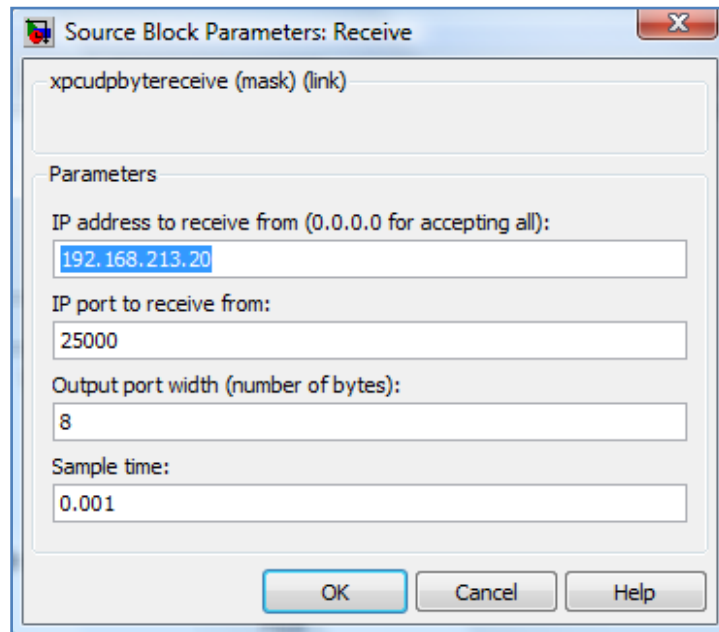 Source Block Parameters: Receive
xpcudpbytereceive (mask) (link)
Parameters
IP address to receive from (0.0.0.0 for accepting all):
192.168.213.20
IP port to receive from:
25000
Output port width (number of bytes):
8
Sample time:
0.001
OK Cancel Help